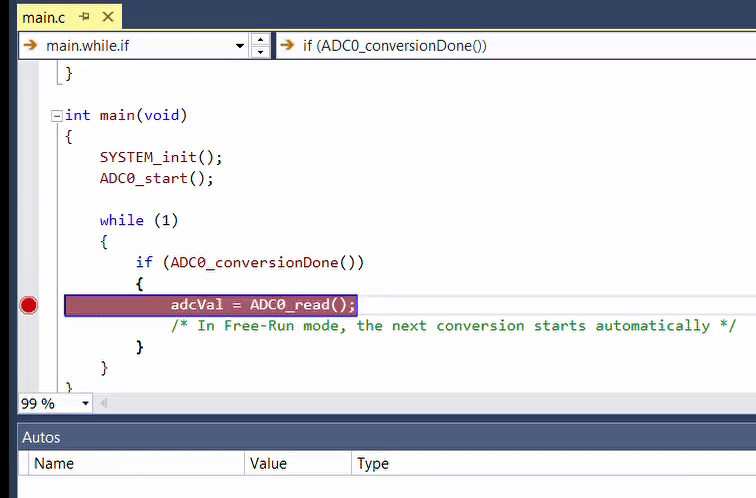 main.c
main.while.if
if (ADC0_conversionDone())
}
int main(void)
{
SYSTEM_init();
ADC0_start();
while (1)
{
if (ADC0_conversionDone())
{
adcVal = ADC0_read();
/* In Free-Run mode, the next conversion starts automatically */
}
}
}
99 %
Autos
Name Value Type